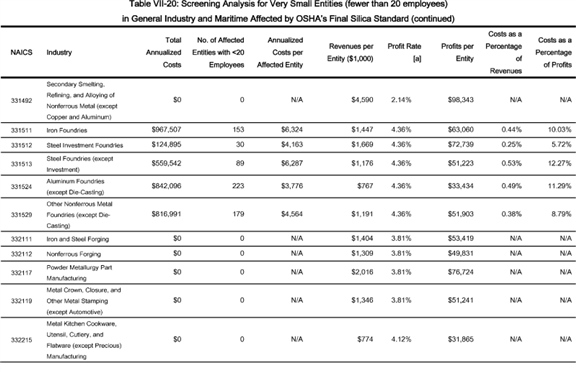 Table VII-20: Screening Analysis for Very Small Entities (fewer than 20 employees)
in General Industry and Maritime Affected by OSHA's Final Silica Standard (continued)
NAICS Industry Total Annualized Costs No. of Affected Entities with <20 Employees Annualized Costs per Affected Entity Revenues per Entity ($1,000) Profit Rate [a] Profits per Entity Costs as a Percentage of Revenues Costs as a Percentage of Profits
331492 Secondary Smelting, Refining, and Alloying of Nonferrous Metal (except Copper and Aluminum) $0 0 N/A $4,590 2.14% $98,343 N/A N/A
331511 Iron Foundries $967,507 153 $6,324 $1,447 4.36% $63,060 0.44% 10.03%
331512 Steel Investment Foundries $124,895 30 $4,163 $1,669 4.36% $72,739 0.25% 5.72%
331513 Steel Foundries (except Investment) $559,542 89 $6,287 $1,176 4.36% $51,223 0.53% 12.27%
331524 Aluminum Foundries (except Die-Casting) $842,096 223 $3,776 $767 4.36% $33,434 0.49% 11.29%
331529 Other Nonferrous Metal Foundries (except Die-Casting) $816,991 179 $4,564 $1,191 4.36% $51,903 0.38% 8.79%
332111 Iron and Steel Forging $0 0 N/A $1,404 3.81% $53,419 N/A N/A
332112 Nonferrous Forging $0 0 N/A $1,309 3.81% $49,831 N/A N/A
332117 Powder Metallurgy Part Manufacturing $0 0 N/A $2,016 3.81% $76,724 N/A N/A
332119 Metal Crown, Closure, and Other Metal Stamping (except Automotive) $0 0 N/A $1,346 3.81% $51,241 N/A N/A
332215 Metal Kitchen Cookware, Utensil, Cutlery, and Flatware (except Precious) Manufacturing $0 0 N/A $774 4.12% $31,865 N/A N/A